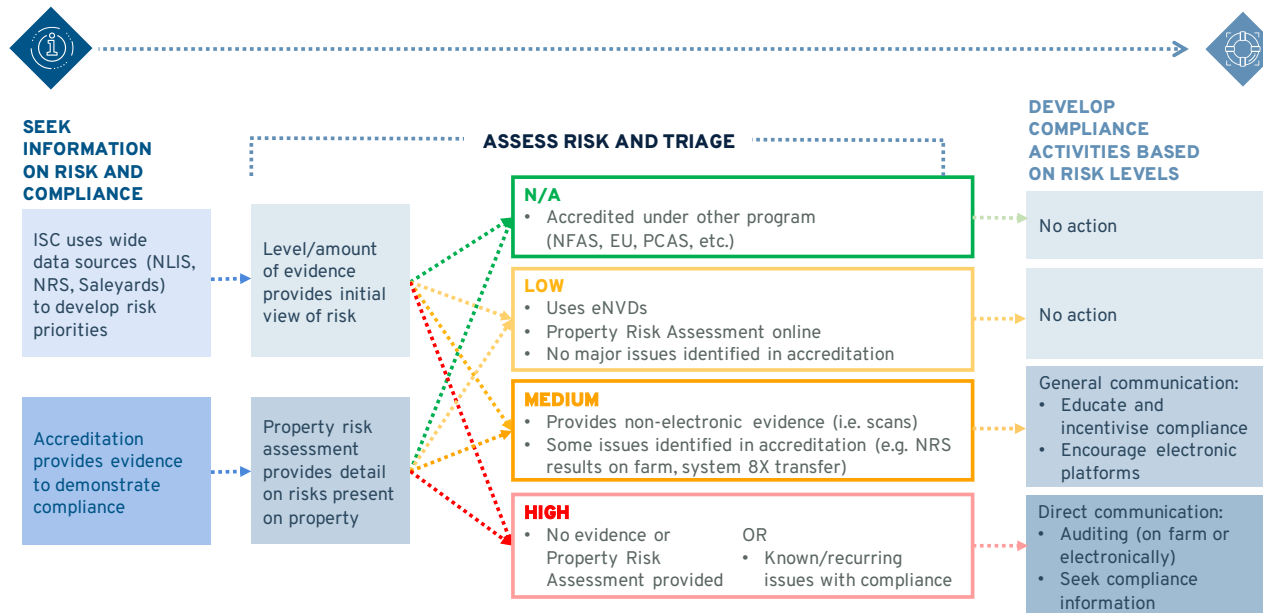 SEEK
INFORMATION
ON RISK AND
COMPLIANCE
ISC uses wide
data sources (NLIS,
NRS, Saleyards)
to develop risk
priorities
Accreditation
provides evidence
to demonstrate
compliance
ASSESS RISK AND TRIAGE
Level/amount
of evidence
provides initial
view of risk
Property risk
assessment
provides detail
on risks present
on property
N/A
• Accredited under other program
(NFAS, EU, PCAS, etc.)
LOW
• Uses eNVDs
• Property Risk Assessment online
• No major issues identified in accreditation
MEDIUM
• Provides non-electronic evidence (i.e. scans)
• Some issues identified in accreditation (e.g. NRS
results on farm, system 8X transfer)
HIGH
• No evidence or
Property Risk
Assessment provided
OR
• Known/recurring
issues with compliance
DEVELOP
COMPLIANCE
ACTIVITIES BASED
ON RISK LEVELS
No action
No action
General communication:
• Educate and
incentivise compliance
• Encourage electronic
platforms
Direct communication:
• Auditing (on farm or
electronically)
• Seek compliance
information